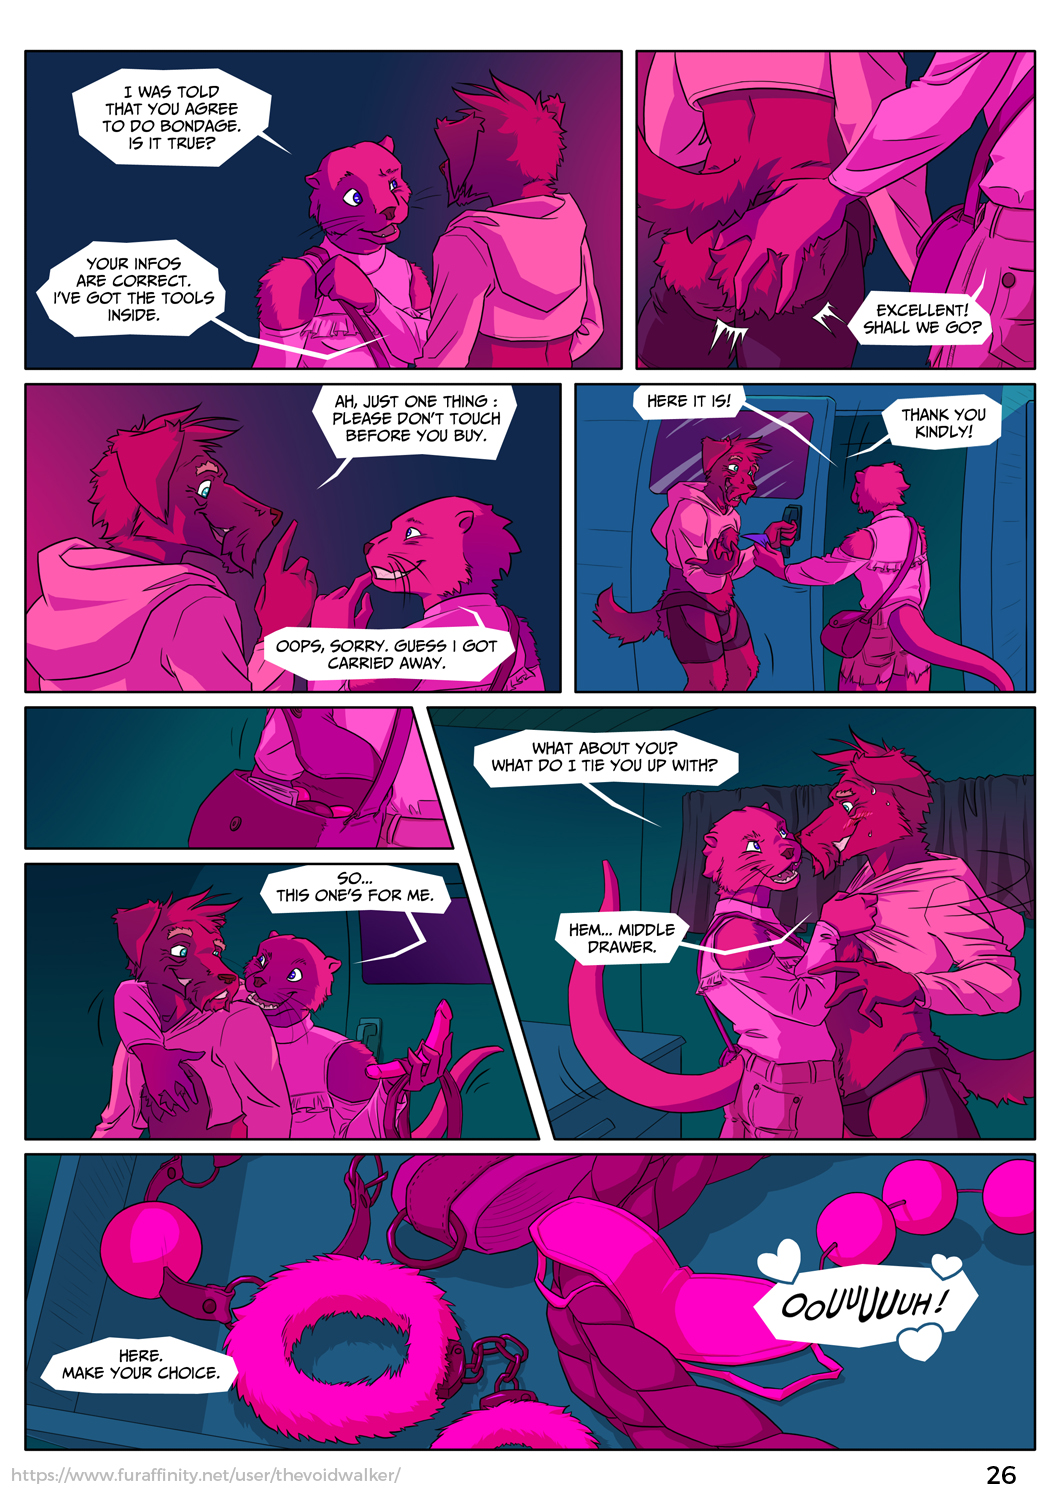 I WAS TOLD
THAT YOU AGREE
TO DO BONDAGE.
IS IT TRUE?
YOUR INFOS
ARE CORRECT.
I'VE GOT THE TOOLS
INSIDE.
EXCELLENT!
SHALL WE GO?
AH, JUST ONE THING :
PLEASE DON'T TOUCH
BEFORE YOU BUY.
OOPS, SORRY. GUESS I GOT
CARRIED AWAY.
HERE IT IS!
THANK YOU
KINDLY!
SO...
THIS ONE'S FOR ME.
WHAT ABOUT YOU?
WHAT DO I TIE YOU UP WITH?
HEM... MIDDLE
DRAWER.
HERE.
MAKE YOUR CHOICE.
OOUUUUUH!
https://www.furaffinity.net/user/thevoidwalker/
26